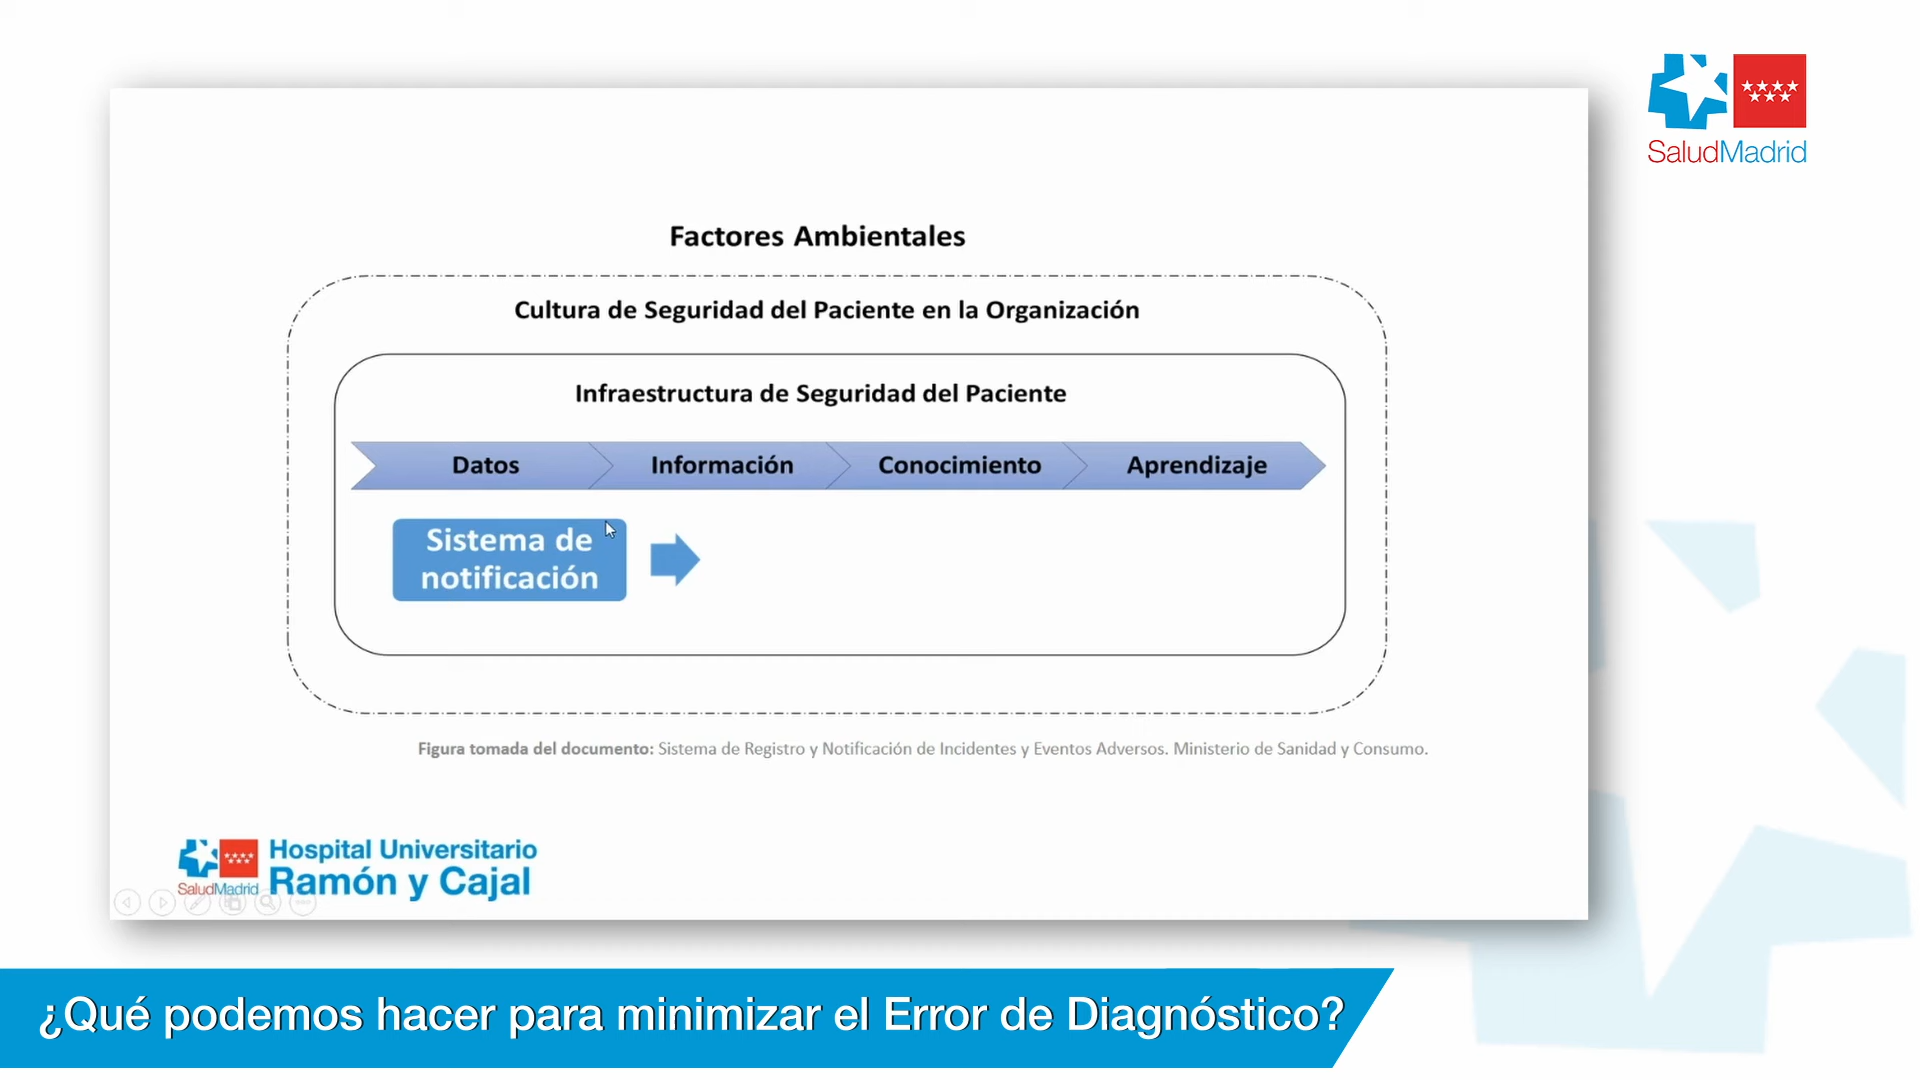 SaludMadrid
Factores Ambientales
Cultura de Seguridad del Paciente en la Organización
Infraestructura de Seguridad del Paciente
Datos Información Conocimiento Aprendizaje
Sistema de
notificación
Figura tomada del documento: Sistema de Registro y Notificación de Incidentes y Eventos Adversos. Ministerio de Sanidad y Consumo.
Hospital Universitario
Ramón y Cajal
SaludMadrid
¿Qué podemos hacer para minimizar el Error de Diagnóstico?